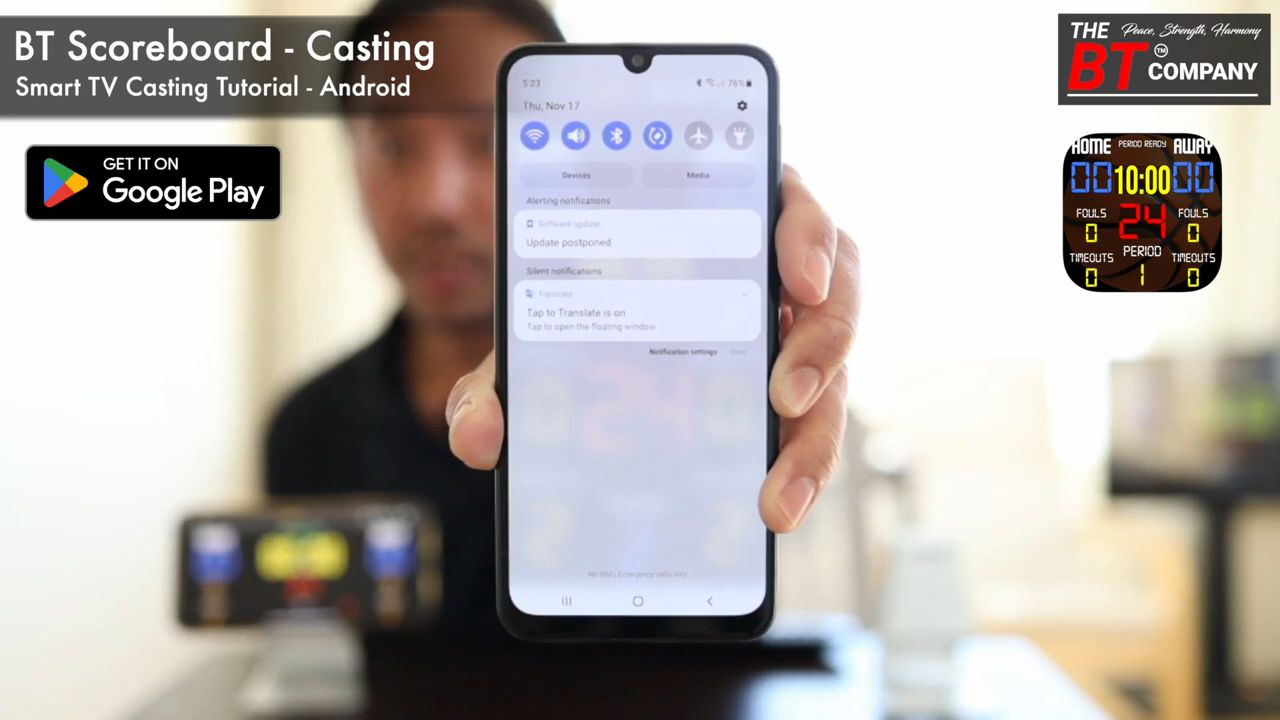 BT Scoreboard - Casting
Smart TV Casting Tutorial - Android
GET IT ON
Google Play
THE Peace, Strength, Harmony
BT TM COMPANY
HOME PERIOD READY AWAY
00 10:00 00
FOULS 24 FOULS
0 PERIOD 0
TIMEOUTS 1 TIMEOUTS
0 0
5:23 76%
Thu, Nov 17
Devices Media
Alerting notifications
Software update
Update postponed
Silent notifications
Translate
Tap to Translate is on
Tap to open the floating window
Notification settings Clear
No SIM | Emergency calls only